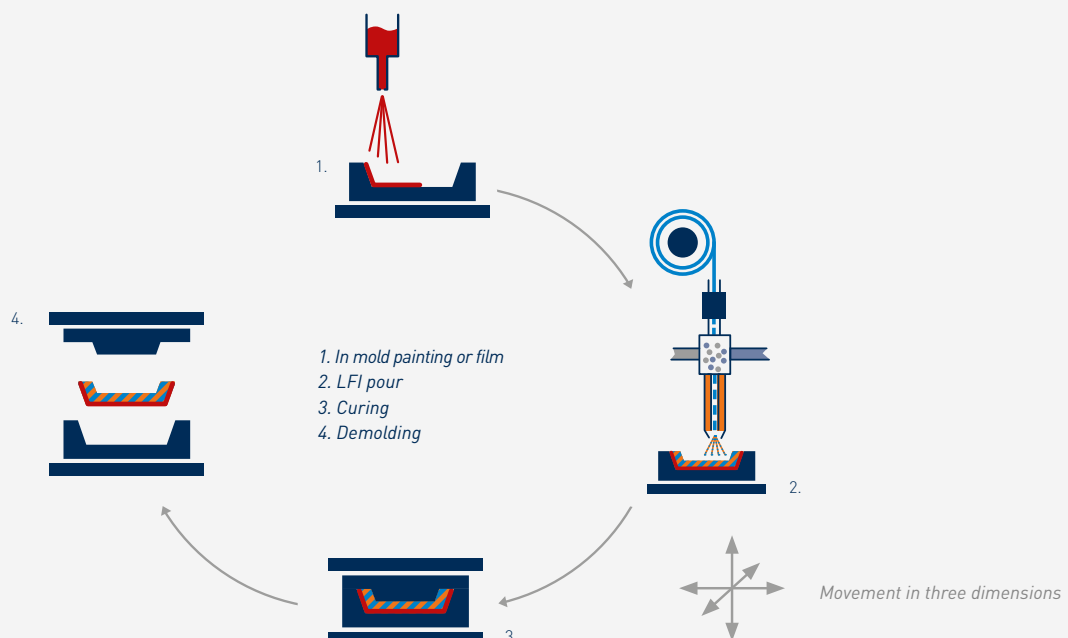 1.
4.
1. In mold painting or film
2. LFI pour
3. Curing
4. Demolding
2.
Movement in three dimensions
3.